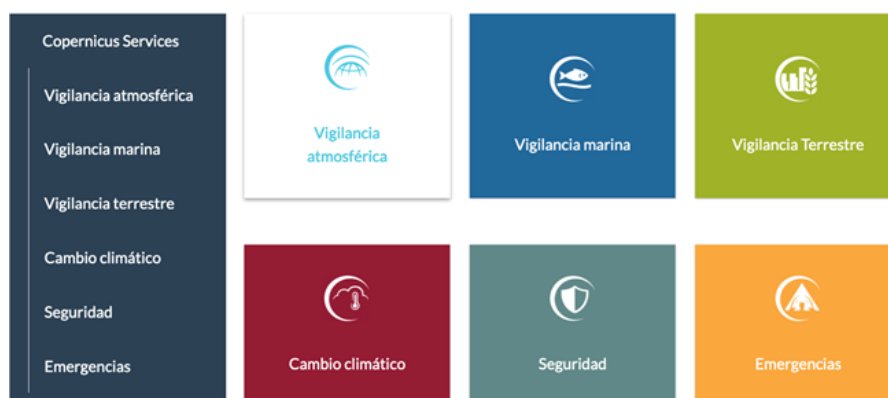 Copernicus Services
Vigilancia atmosférica
Vigilancia marina
Vigilancia terrestre
Cambio climático
Seguridad
Emergencias
Vigilancia
atmosférica
Vigilancia marina
Vigilancia Terrestre
Cambio climático
Seguridad
Emergencias